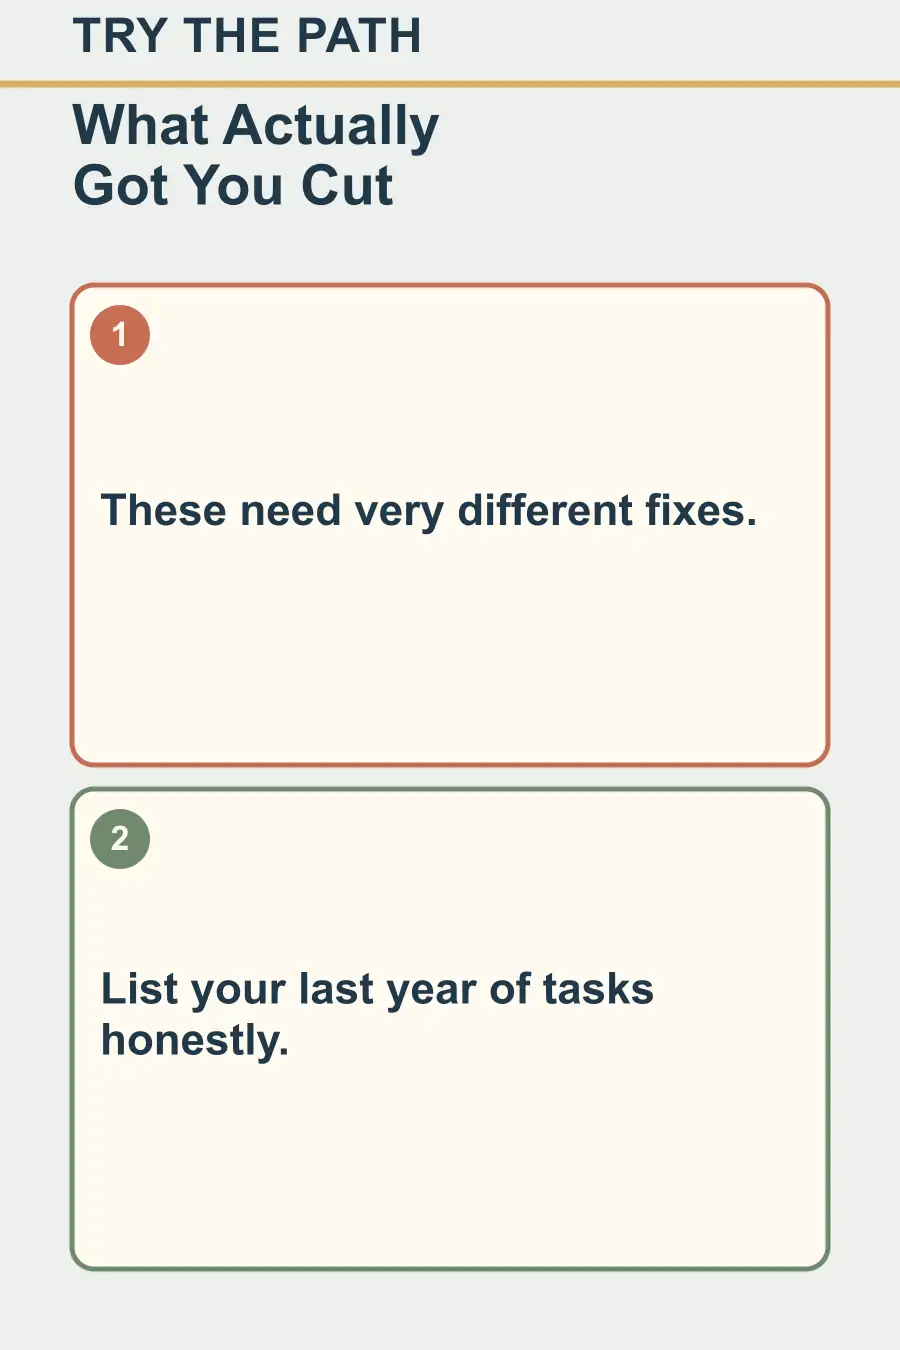 TRY THE PATH
What Actually
Got You Cut
1
These need very different fixes.
2
List your last year of tasks
honestly.